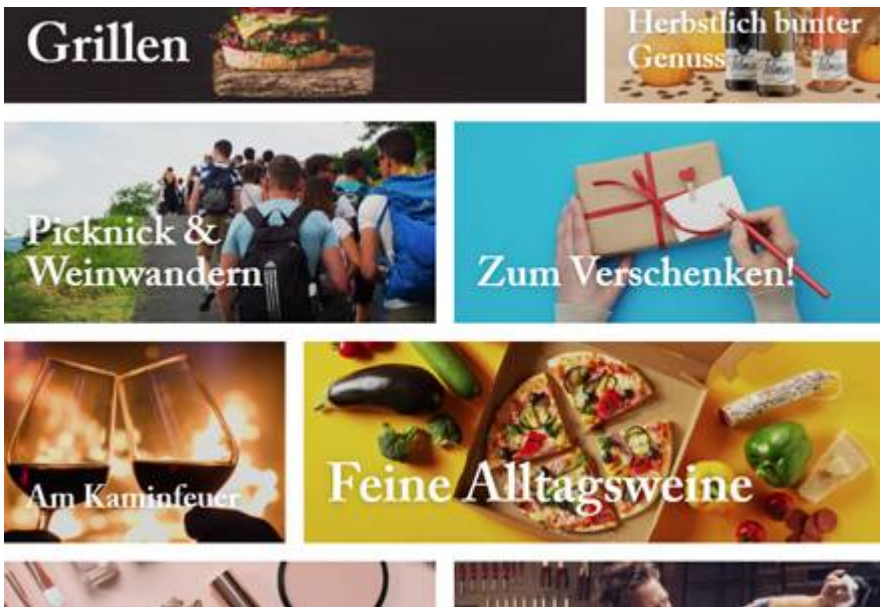 Grillen
Herbstlich bunter
Genuss
Picknick &
Weinwandern
Zum Verschenken!
Am Kaminfeuer
Feine Alltagsweine